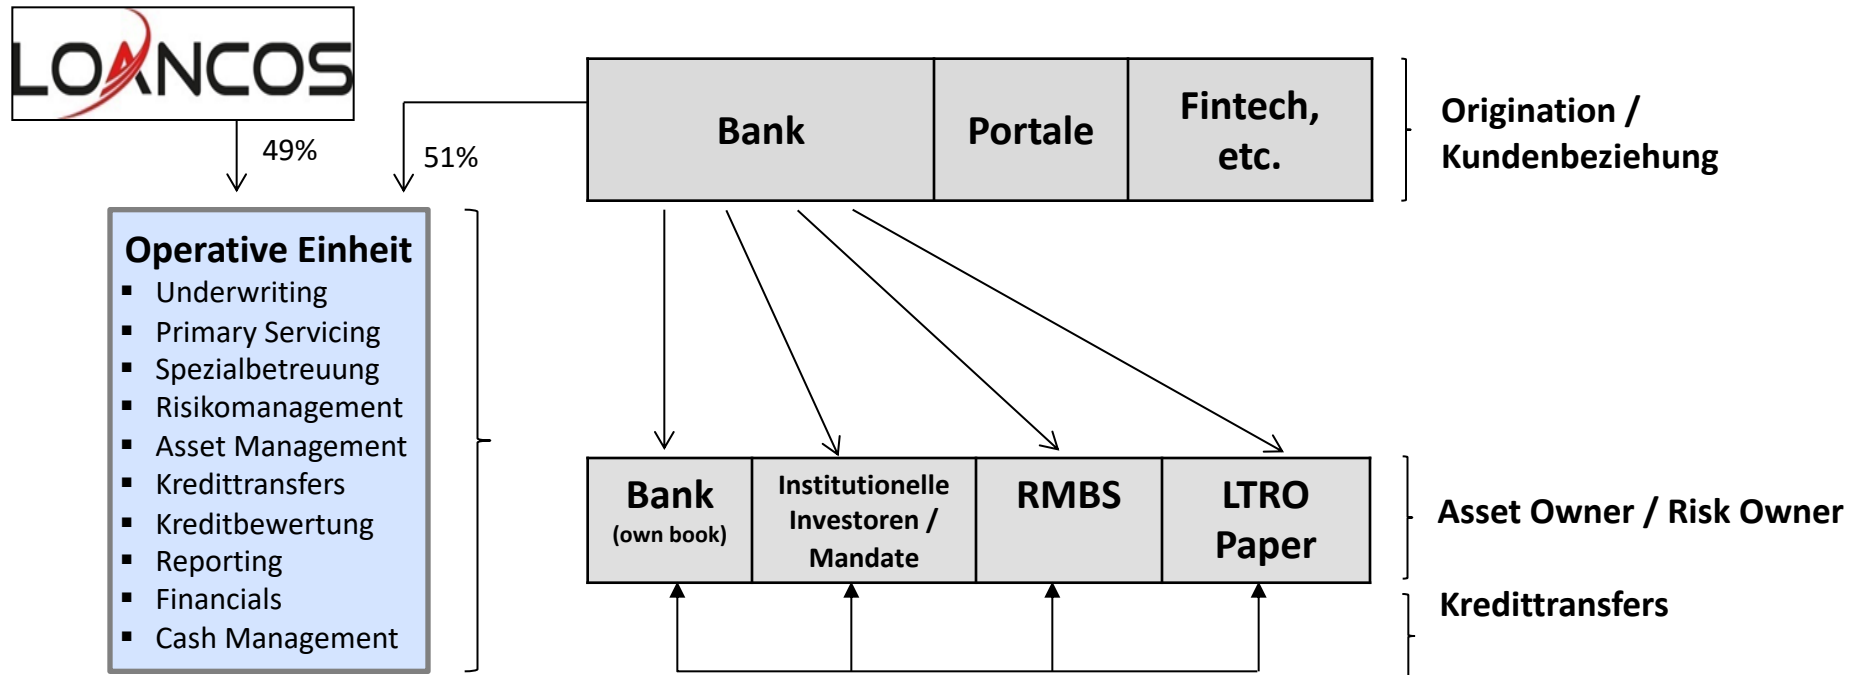 LOANCOS
49%
51%
Bank
Portale
Fintech,
etc.
Origination /
Kundenbeziehung
Operative Einheit
▪ Underwriting
▪ Primary Servicing
▪ Spezialbetreuung
▪ Risikomanagement
▪ Asset Management
▪ Kredittransfers
▪ Kreditbewertung
▪ Reporting
▪ Financials
▪ Cash Management
Bank
(own book)
Institutionelle
Investoren /
Mandate
RMBS
LTRO
Paper
Asset Owner / Risk Owner
Kredittransfers